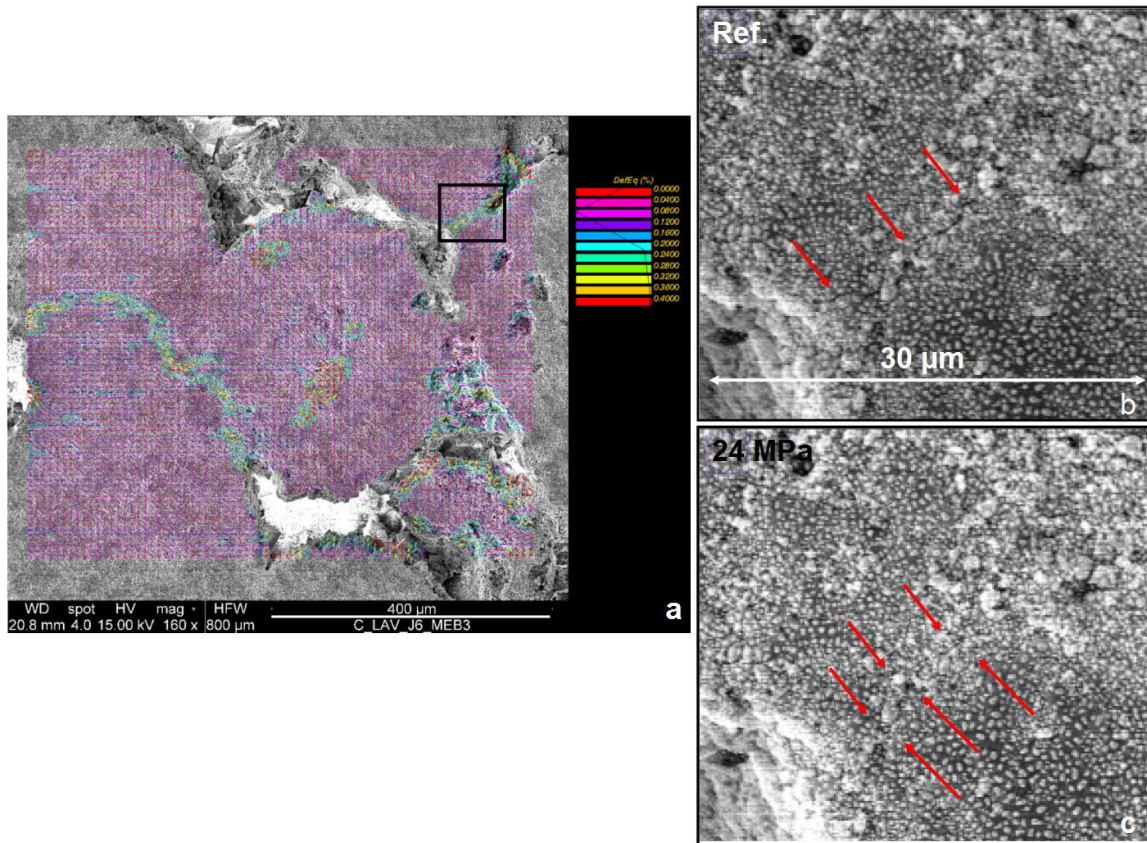 DefEq (%)
0.0000
0.0400
0.0800
0.1200
0.1600
0.2000
0.2400
0.2800
0.3200
0.3600
0.4000
WD spot HV mag HFW 400 µm
20.8 mm 4.0 15.00 kV 160 x 800 µm C_LAV_J6_MEB3
a
Ref.
30 µm
b
24 MPa
c